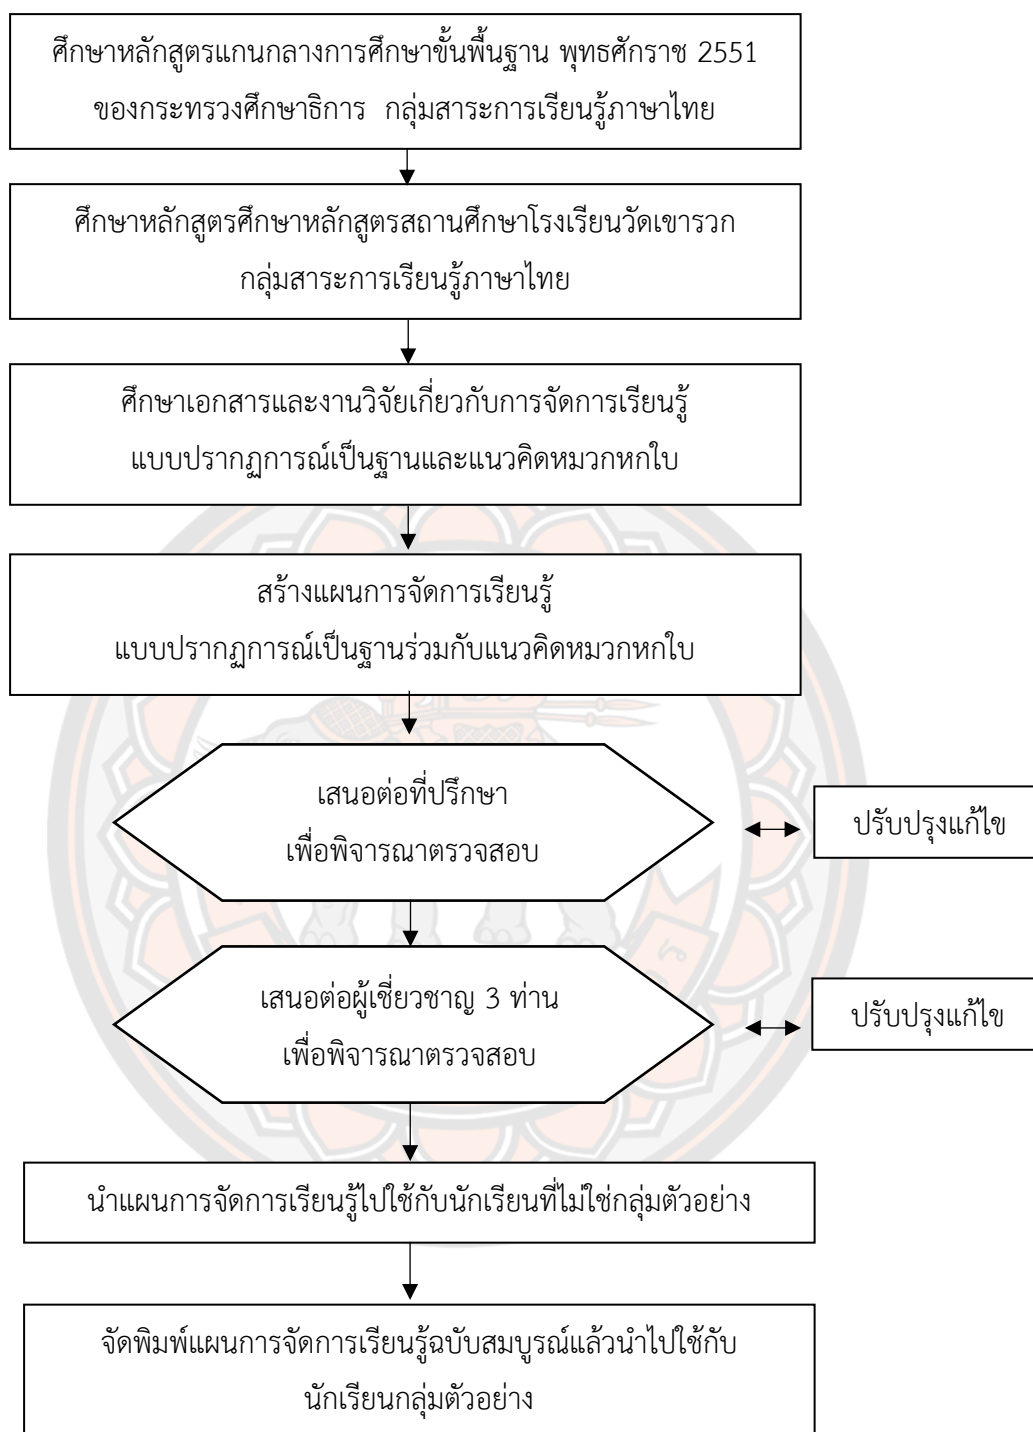 ศึกษาหลักสูตรแกนกลางการศึกษาขั้นพื้นฐาน พุทธศักราช 2551
ของกระทรวงศึกษาธิการ กลุ่มสาระการเรียนรู้ภาษาไทย
ศึกษาหลักสูตรศึกษาหลักสูตรสถานศึกษาโรงเรียนวัดเขารวก
กลุ่มสาระการเรียนรู้ภาษาไทย
ศึกษาเอกสารและงานวิจัยเกี่ยวกับการจัดการเรียนรู้
แบบปรากฏการณ์เป็นฐานและแนวคิดหมวกหกใบ
สร้างแผนการจัดการเรียนรู้
แบบปรากฏการณ์เป็นฐานร่วมกับแนวคิดหมวกหกใบ
เสนอต่อที่ปรึกษา
เพื่อพิจารณาตรวจสอบ
ปรับปรุงแก้ไข
เสนอต่อผู้เชี่ยวชาญ 3 ท่าน
เพื่อพิจารณาตรวจสอบ
ปรับปรุงแก้ไข
นำแผนการจัดการเรียนรู้ไปใช้กับนักเรียนที่ไม่ใช่กลุ่มตัวอย่าง
จัดพิมพ์แผนการจัดการเรียนรู้ฉบับสมบูรณ์แล้วนำไปใช้กับ
นักเรียนกลุ่มตัวอย่าง